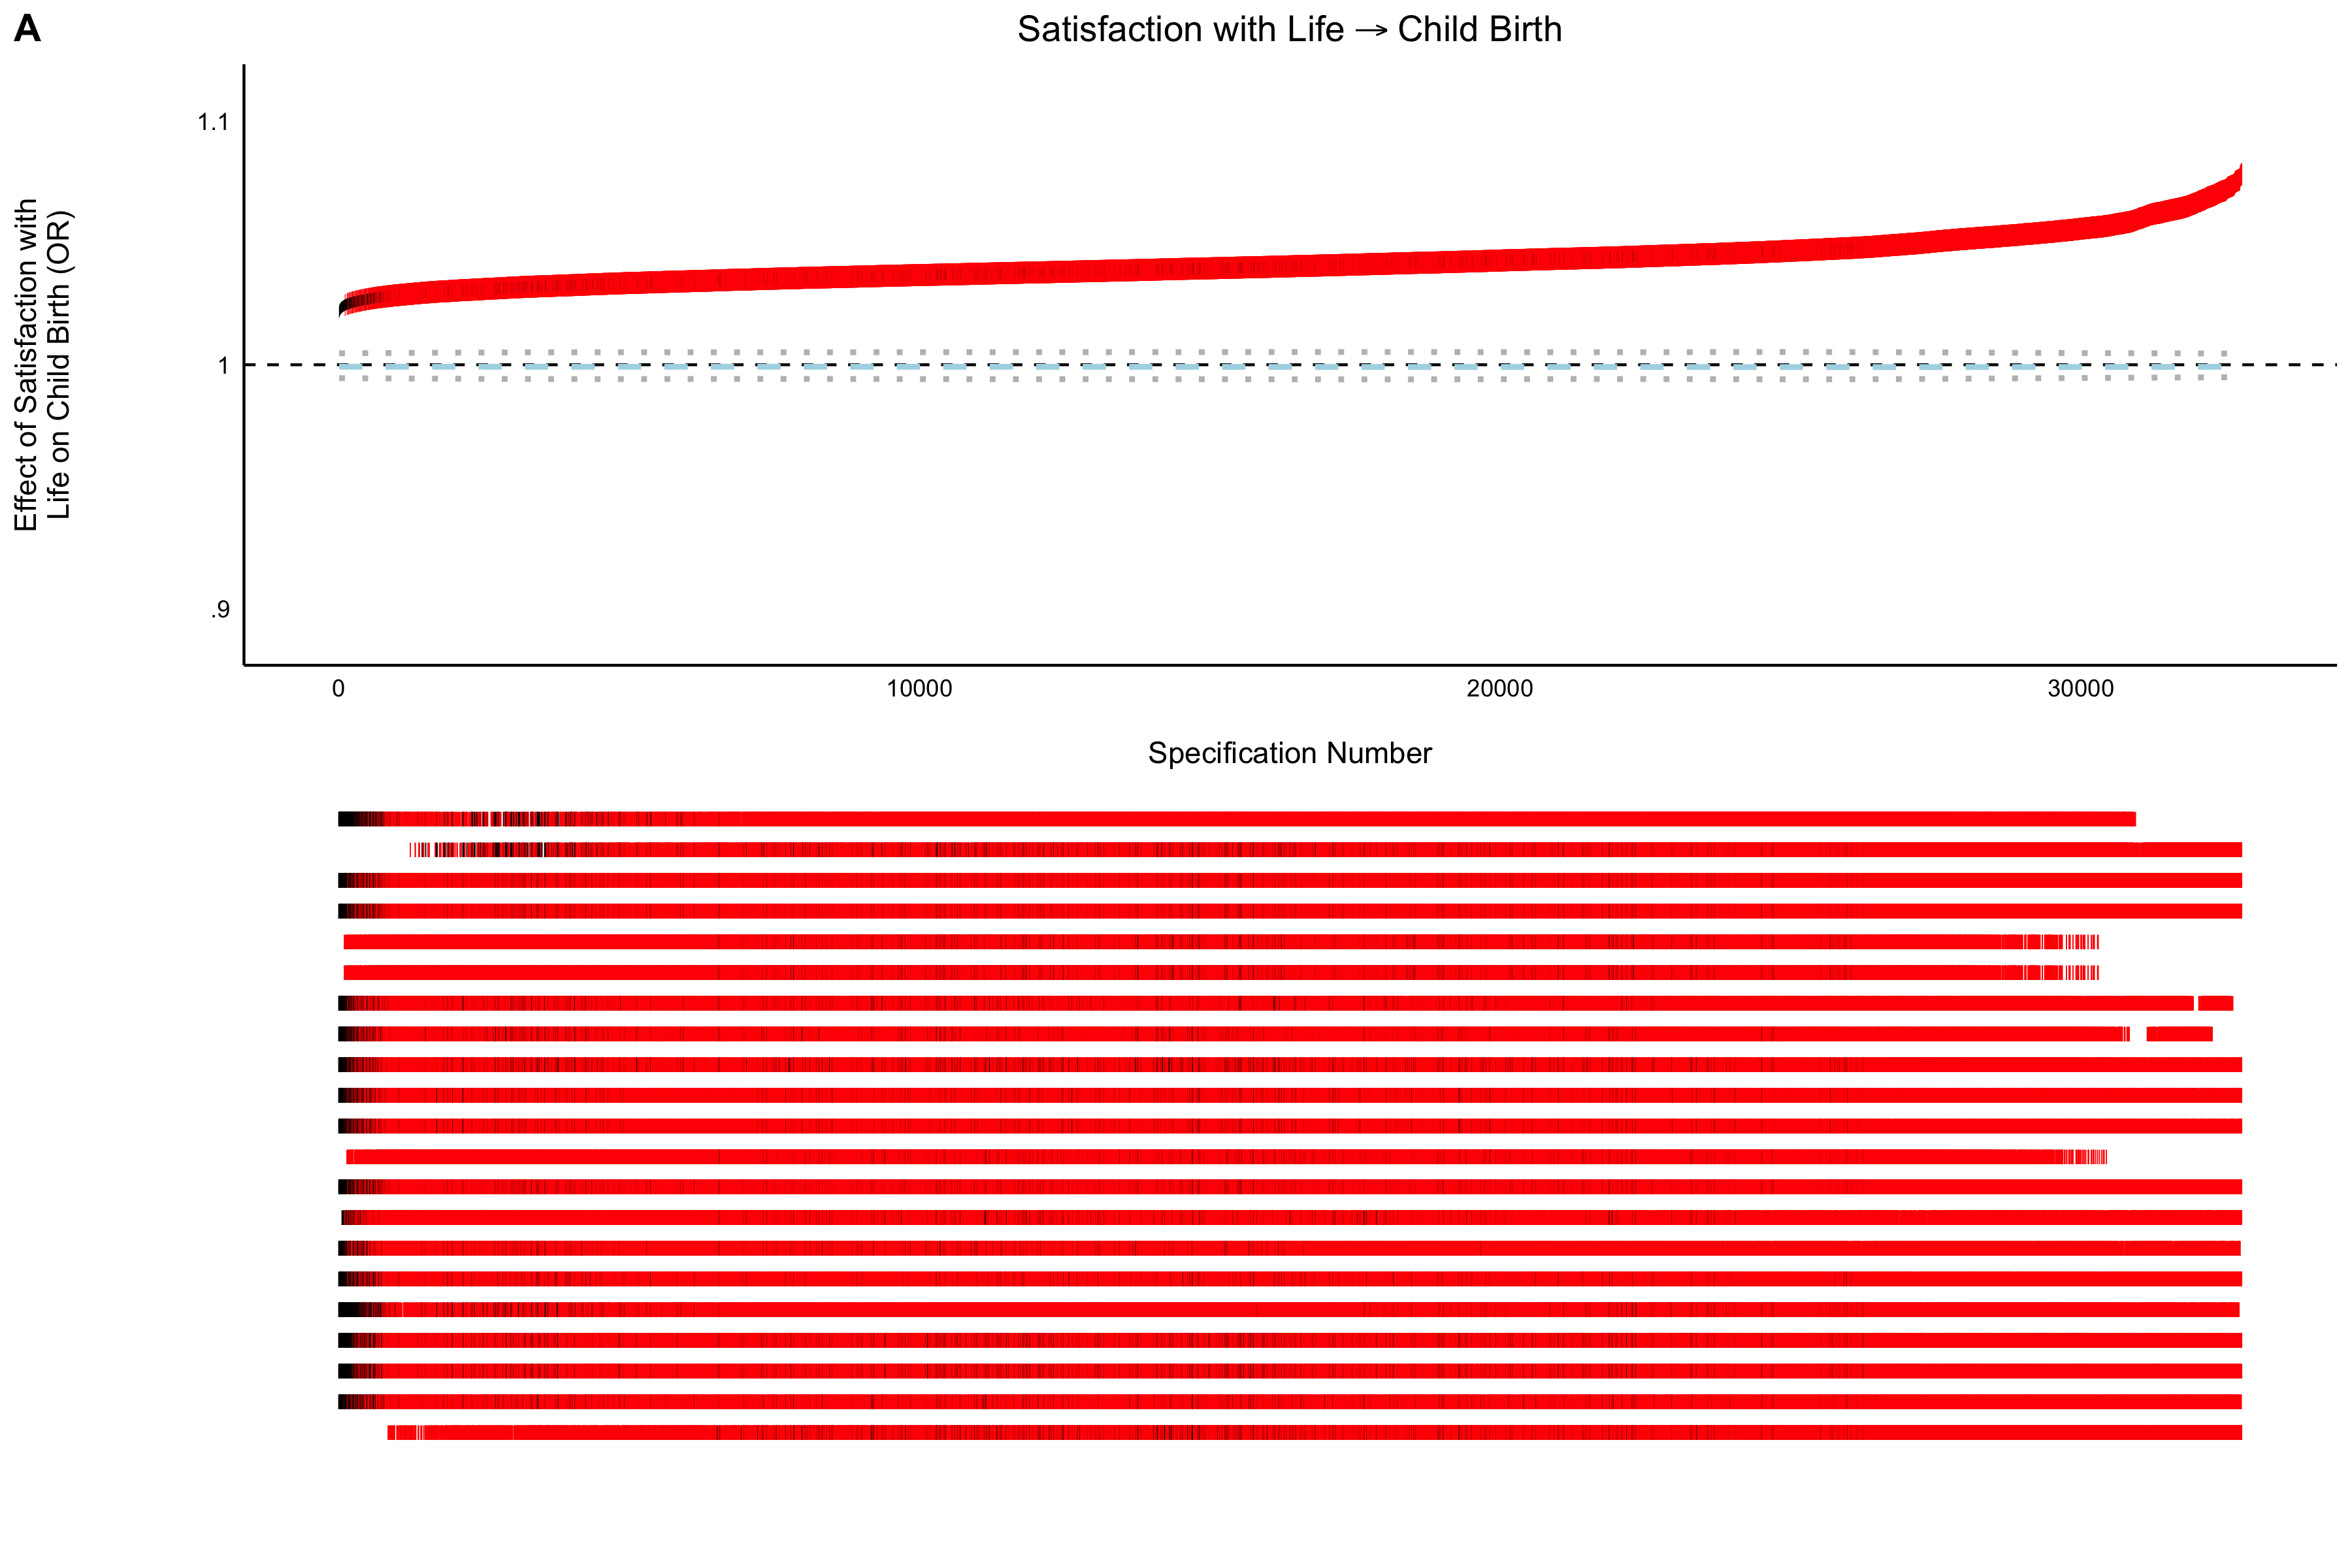 A
Satisfaction with Life → Child Birth
Effect of Satisfaction with
Life on Child Birth (OR)
1.1
1
.9
0 10000 20000 30000
Specification Number